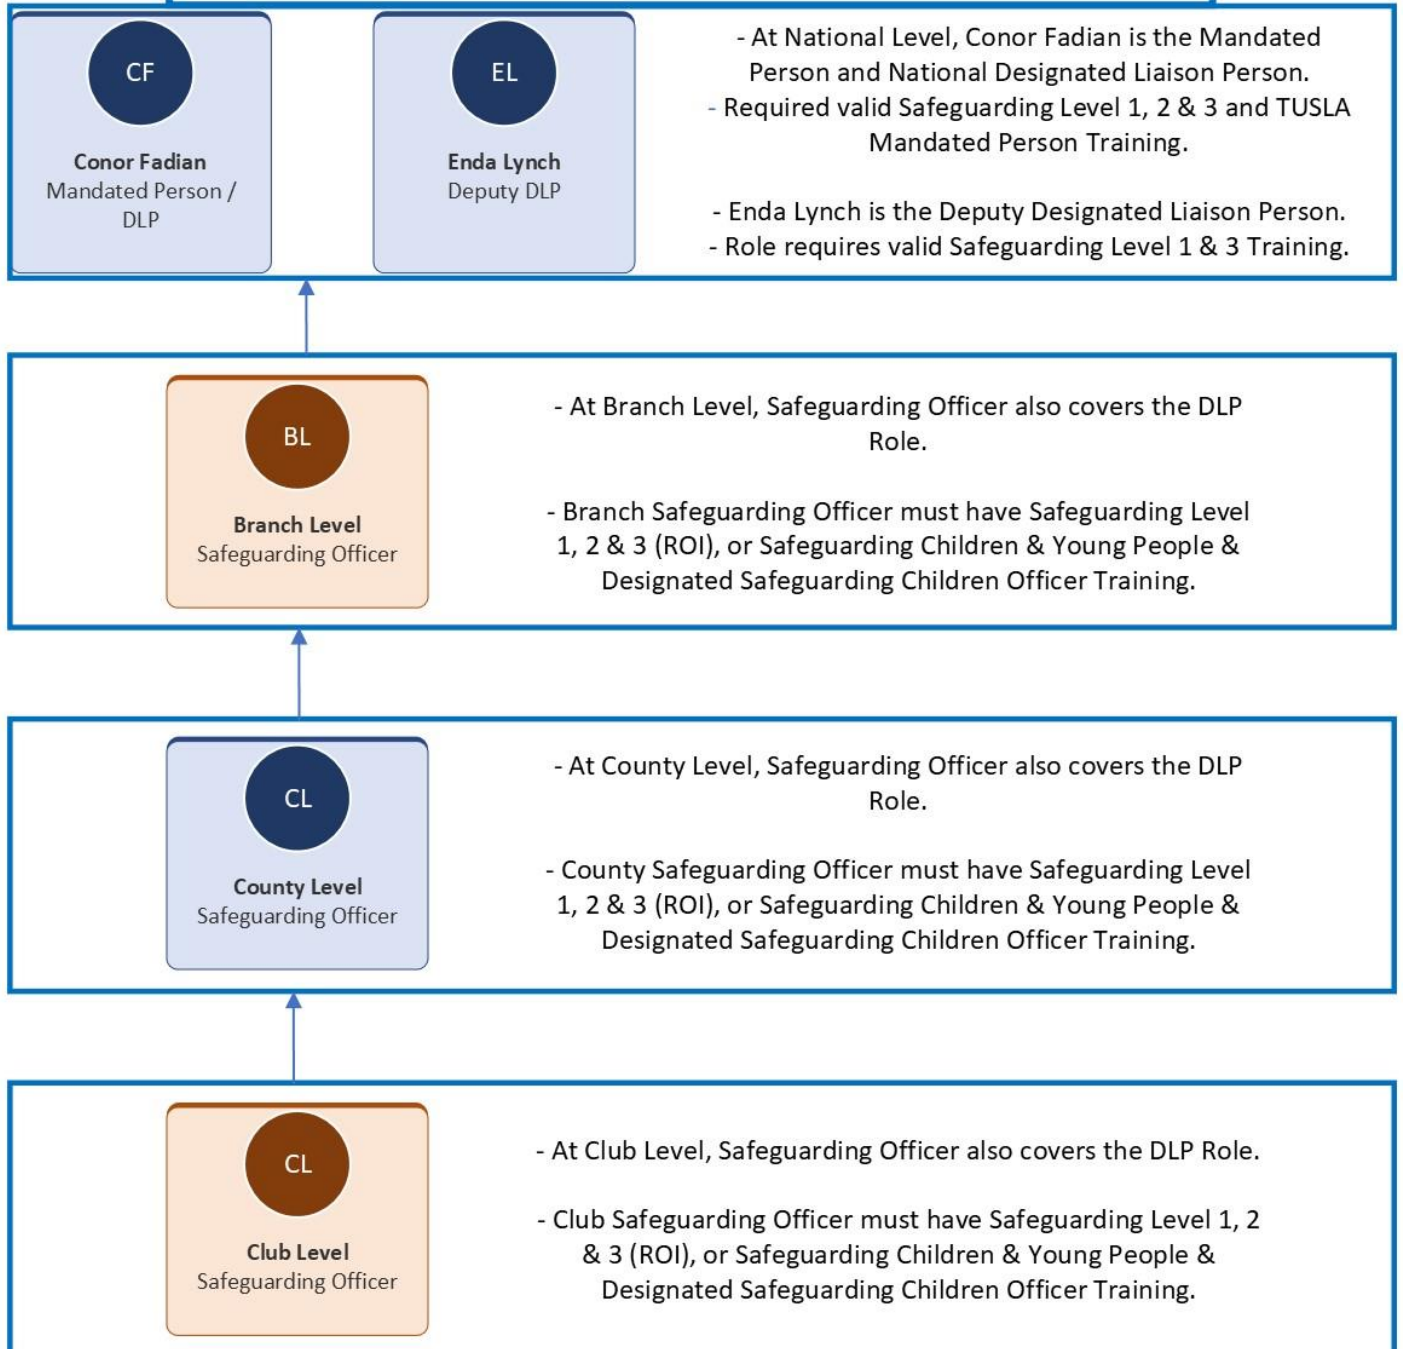 CF
Conor Fadian
Mandated Person /
DLP
EL
Enda Lynch
Deputy DLP
- At National Level, Conor Fadian is the Mandated
Person and National Designated Liaison Person.
- Required valid Safeguarding Level 1, 2 & 3 and TUSLA
Mandated Person Training.
- Enda Lynch is the Deputy Designated Liaison Person.
- Role requires valid Safeguarding Level 1 & 3 Training.
BL
Branch Level
Safeguarding Officer
- At Branch Level, Safeguarding Officer also covers the DLP
Role.
- Branch Safeguarding Officer must have Safeguarding Level
1, 2 & 3 (ROI), or Safeguarding Children & Young People &
Designated Safeguarding Children Officer Training.
CL
County Level
Safeguarding Officer
- At County Level, Safeguarding Officer also covers the DLP
Role.
- County Safeguarding Officer must have Safeguarding Level
1, 2 & 3 (ROI), or Safeguarding Children & Young People &
Designated Safeguarding Children Officer Training.
CL
Club Level
Safeguarding Officer
- At Club Level, Safeguarding Officer also covers the DLP Role.
- Club Safeguarding Officer must have Safeguarding Level 1, 2
& 3 (ROI), or Safeguarding Children & Young People &
Designated Safeguarding Children Officer Training.